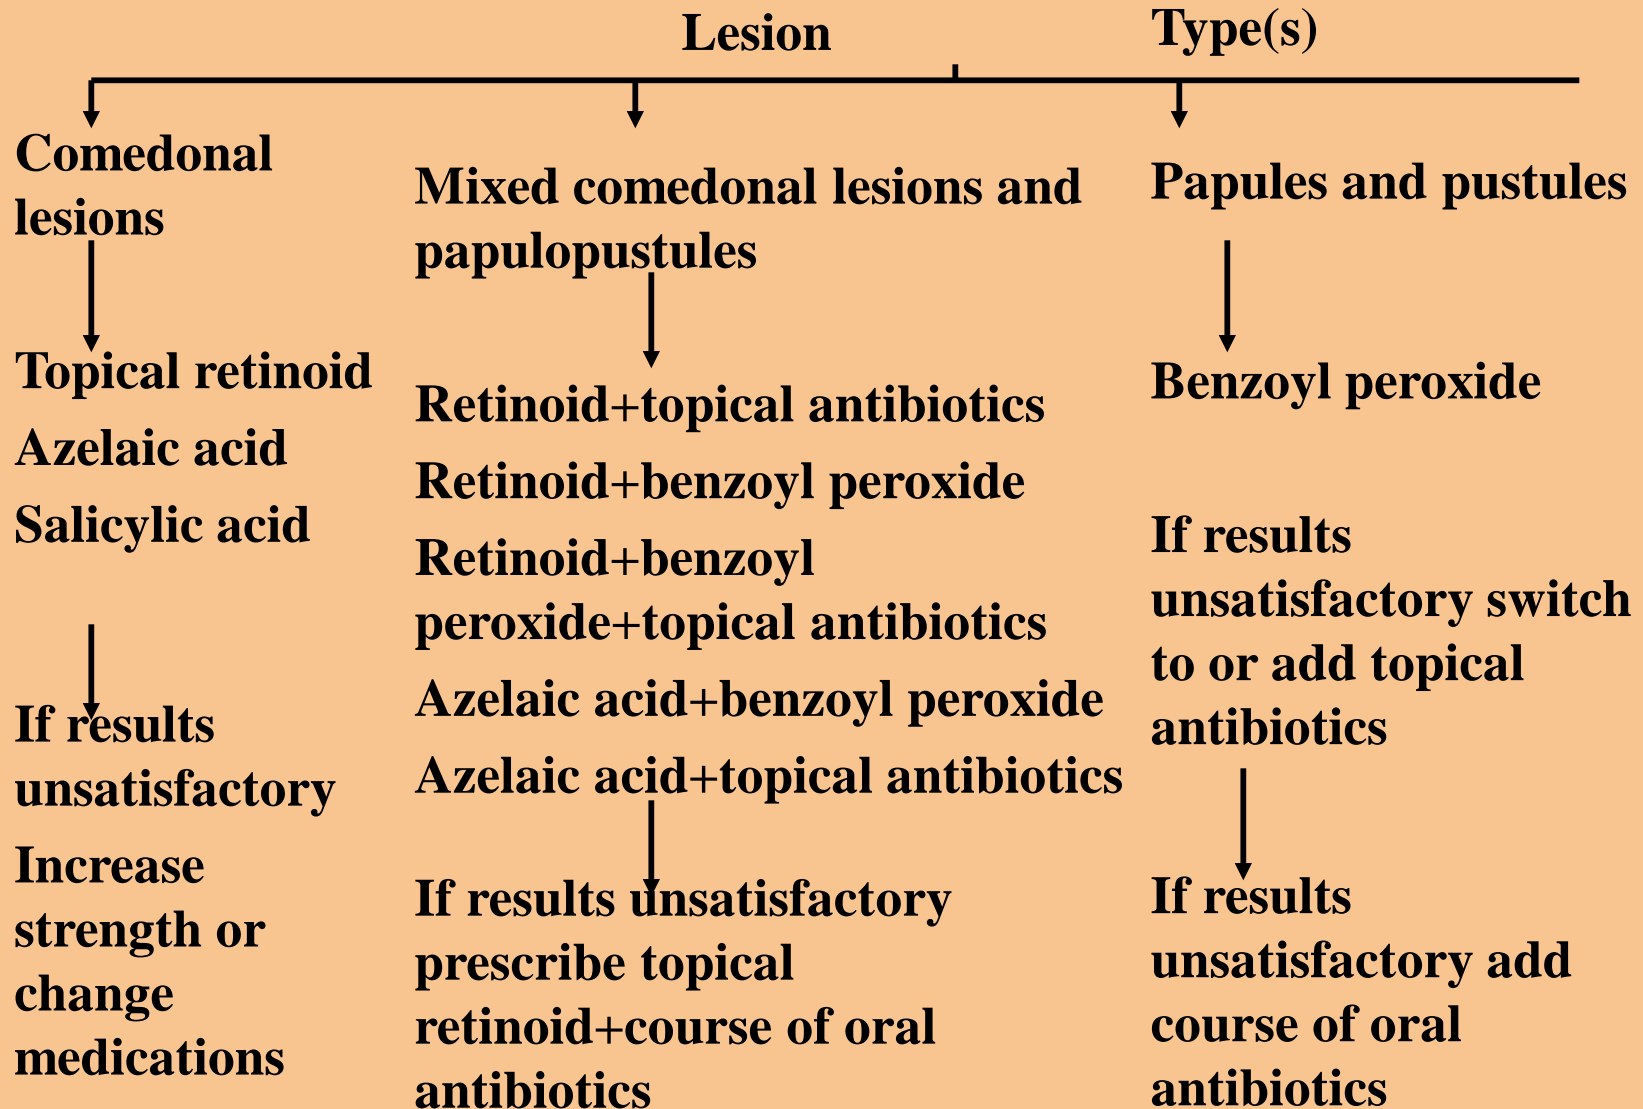 Lesion Type(s)
Comedonal
lesions
Topical retinoid
Azelaic acid
Salicylic acid
If results
unsatisfactory
Increase
strength or
change
medications
Mixed comedonal lesions and
papulopustules
Retinoid+topical antibiotics
Retinoid+benzoyl peroxide
Retinoid+benzoyl
peroxide+topical antibiotics
Azelaic acid+benzoyl peroxide
Azelaic acid+topical antibiotics
If results unsatisfactory
prescribe topical
retinoid+course of oral
antibiotics
Papules and pustules
Benzoyl peroxide
If results
unsatisfactory switch
to or add topical
antibiotics
If results
unsatisfactory add
course of oral
antibiotics